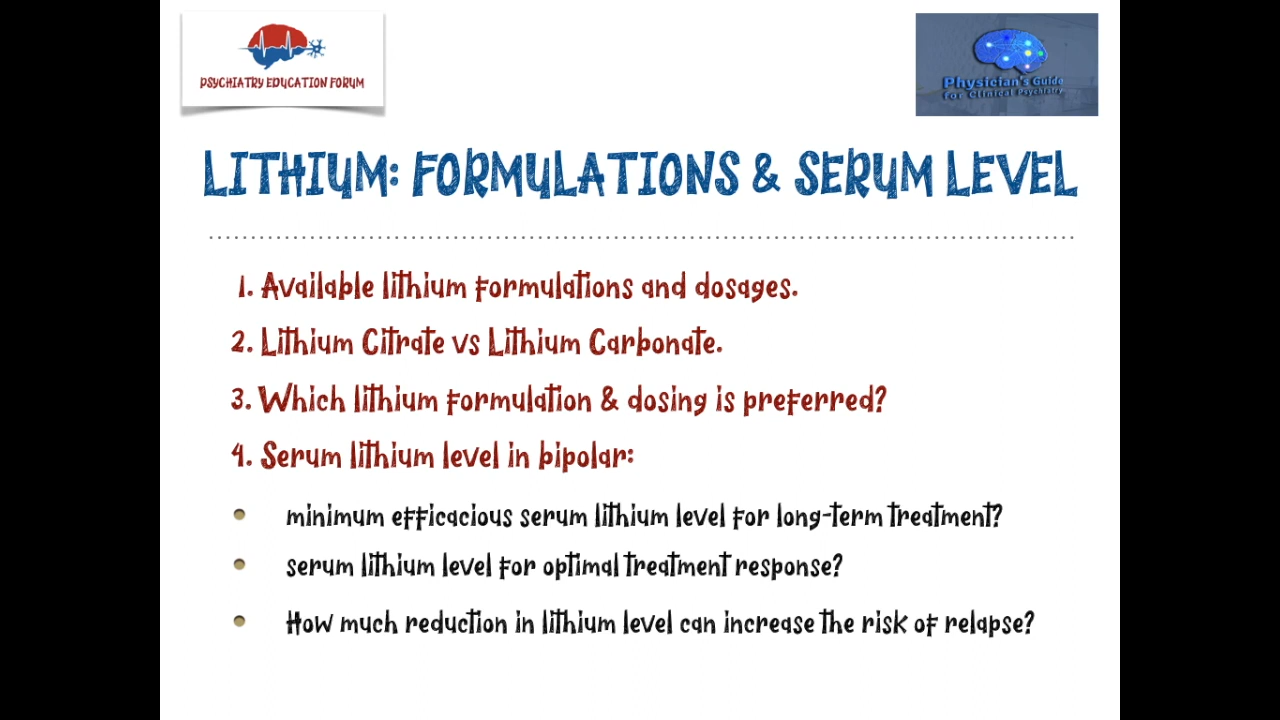 PSYCHIATRY EDUCATION FORUM
Physician's Guide
For Clinical Psychiatry
LITHIUM: FORMULATIONS & SERUM LEVEL
1. Available lithium formulations and dosages.
2. Lithium Citrate vs Lithium Carbonate.
3. Which lithium formulation & dosing is preferred?
4. Serum lithium level in bipolar:
• minimum efficacious serum lithium level for long-term treatment?
• serum lithium level for optimal treatment response?
• How much reduction in lithium level can increase the risk of relapse?